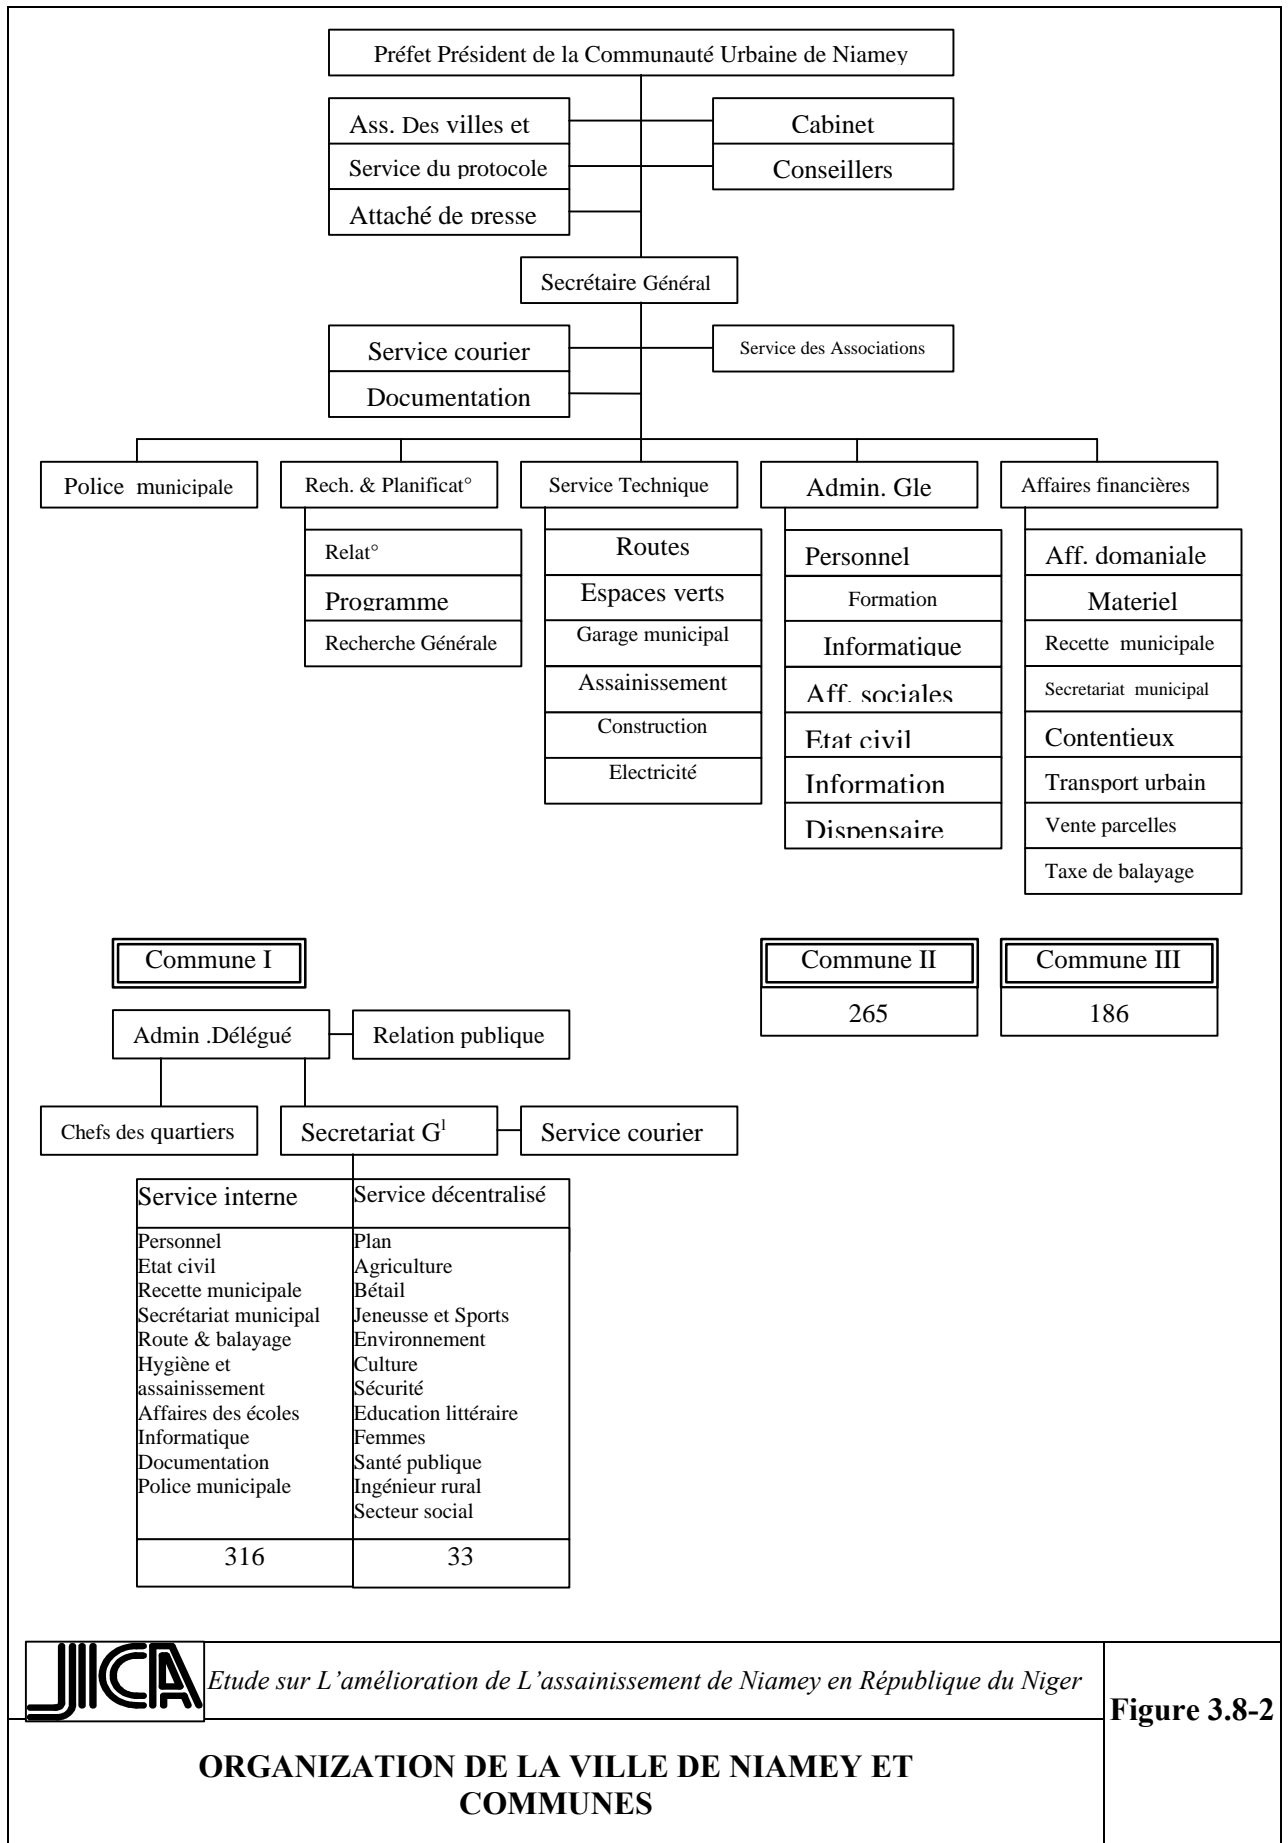 Préfet Président de la Communauté Urbaine de Niamey
Ass. Des villes et
Cabinet
Service du protocole
Conseillers
Attaché de presse
Secrétaire Général
Service courier
Service des Associations
Documentation
Police municipale
Rech. & Planificat°
Service Technique
Admin. Gle
Affaires financières
Relat°
Programme
Recherche Générale
Routes
Espaces verts
Garage municipal
Assainissement
Construction
Electricité
Personnel
Formation
Informatique
Aff. sociales
Etat civil
Information
Dispensaire
Aff. domaniale
Materiel
Recette municipale
Secretariat municipal
Contentieux
Transport urbain
Vente parcelles
Taxe de balayage
Commune I
Commune II
Commune III
265
186
Admin .Délégué
Relation publique
Chefs des quartiers
Secretariat Gl
Service courier
Service interne
Personnel
Etat civil
Recette municipale
Secrétariat municipal
Route & balayage
Hygiène et
assainissement
Affaires des écoles
Informatique
Documentation
Police municipale
316
Service décentralisé
Plan
Agriculture
Bétail
Jeneusse et Sports
Environnement
Culture
Sécurité
Education littéraire
Femmes
Santé publique
Ingénieur rural
Secteur social
33
JICA
Etude sur L'amélioration de L'assainissement de Niamey en République du Niger
Figure 3.8-2
ORGANIZATION DE LA VILLE DE NIAMEY ET
COMMUNES